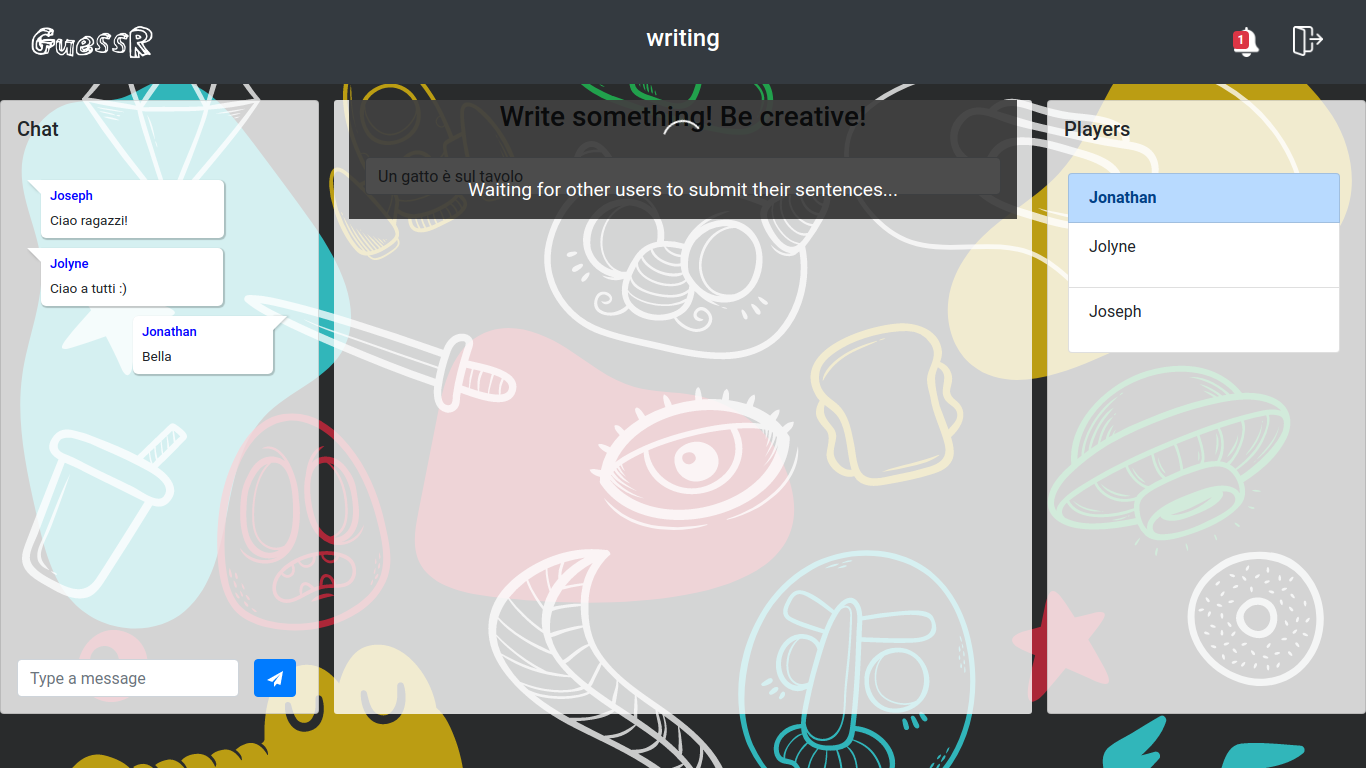 GuessR
writing
1
Chat
Joseph
Ciao ragazzi!
Jolyne
Ciao a tutti :)
Jonathan
Bella
Type a message
Write something! Be creative!
Un gatto è sul tavolo
Waiting for other users to submit their sentences...
Players
Jonathan
Jolyne
Joseph